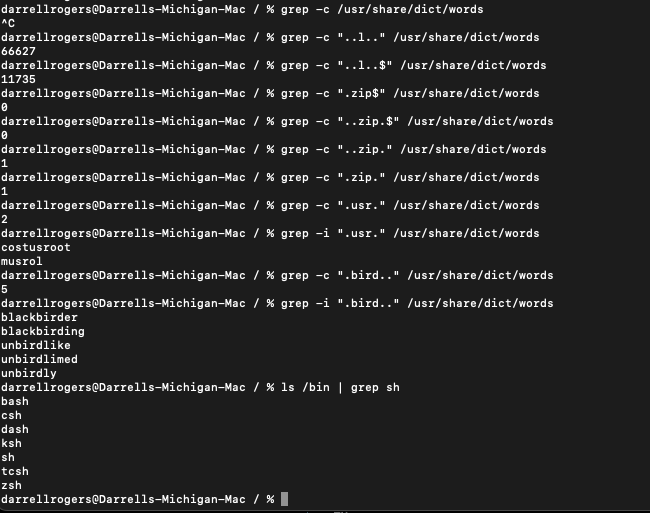 darrellrogers@Darrells-Michigan-Mac / % grep -c /usr/share/dict/words
^C
darrellrogers@Darrells-Michigan-Mac / % grep -c "..l.." /usr/share/dict/words
66627
darrellrogers@Darrells-Michigan-Mac / % grep -c "..l..$" /usr/share/dict/words
11735
darrellrogers@Darrells-Michigan-Mac / % grep -c ".zip$" /usr/share/dict/words
0
darrellrogers@Darrells-Michigan-Mac / % grep -c "..zip.$" /usr/share/dict/words
0
darrellrogers@Darrells-Michigan-Mac / % grep -c "..zip." /usr/share/dict/words
1
darrellrogers@Darrells-Michigan-Mac / % grep -c ".zip." /usr/share/dict/words
1
darrellrogers@Darrells-Michigan-Mac / % grep -c ".usr." /usr/share/dict/words
2
darrellrogers@Darrells-Michigan-Mac / % grep -i ".usr." /usr/share/dict/words
costusroot
musrol
darrellrogers@Darrells-Michigan-Mac / % grep -c ".bird.." /usr/share/dict/words
5
darrellrogers@Darrells-Michigan-Mac / % grep -i ".bird.." /usr/share/dict/words
blackbirder
blackbirding
unbirdlike
unbirdlimed
unbirdly
darrellrogers@Darrells-Michigan-Mac / % ls /bin | grep sh
bash
csh
dash
ksh
sh
tcsh
zsh
darrellrogers@Darrells-Michigan-Mac / %